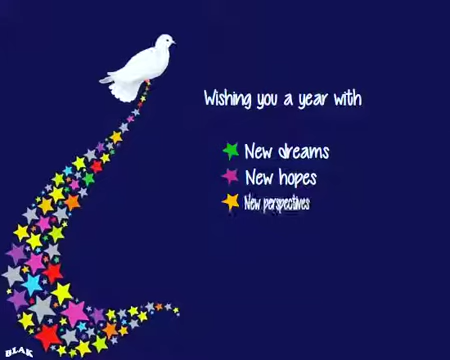 Wishing you a year with
New dreams
New hopes
New perspectives
BLAK